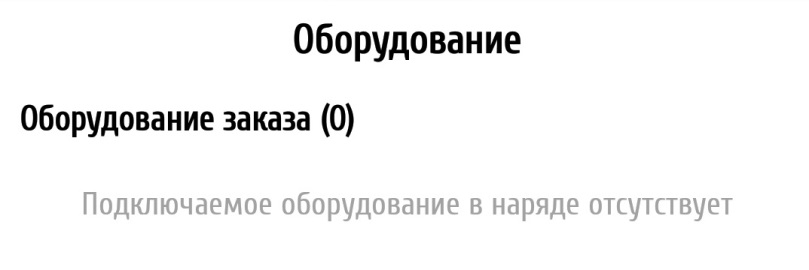 Оборудование
Оборудование заказа (0)
Подключаемое оборудование в наряде отсутствует